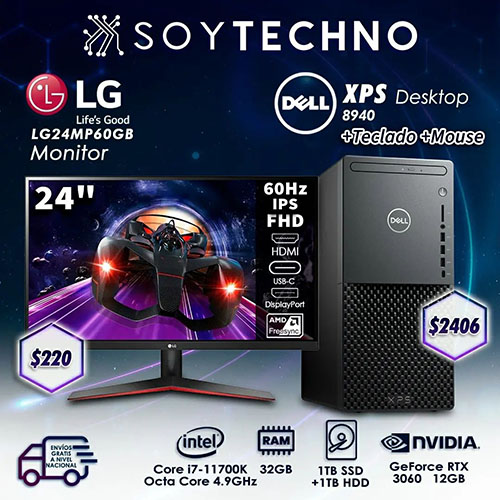 SOYTECHNO
LG
Life's Good
LG24MP60GB
Monitor
DELL
XPS Desktop
8940
+Teclado +Mouse
24"
60Hz
IPS
FHD
HDMI
USB-C
DisplayPort
AMD
Freesync
LG
DELL
XPS
$220
$2406
ENVÍOS
GRATIS
A NIVEL
NACIONAL
intel
Core i7-11700K
Octa Core 4.9GHz
RAM
32GB
1TB SSD
+1TB HDD
NVIDIA.
GeForce RTX
3060 12GB